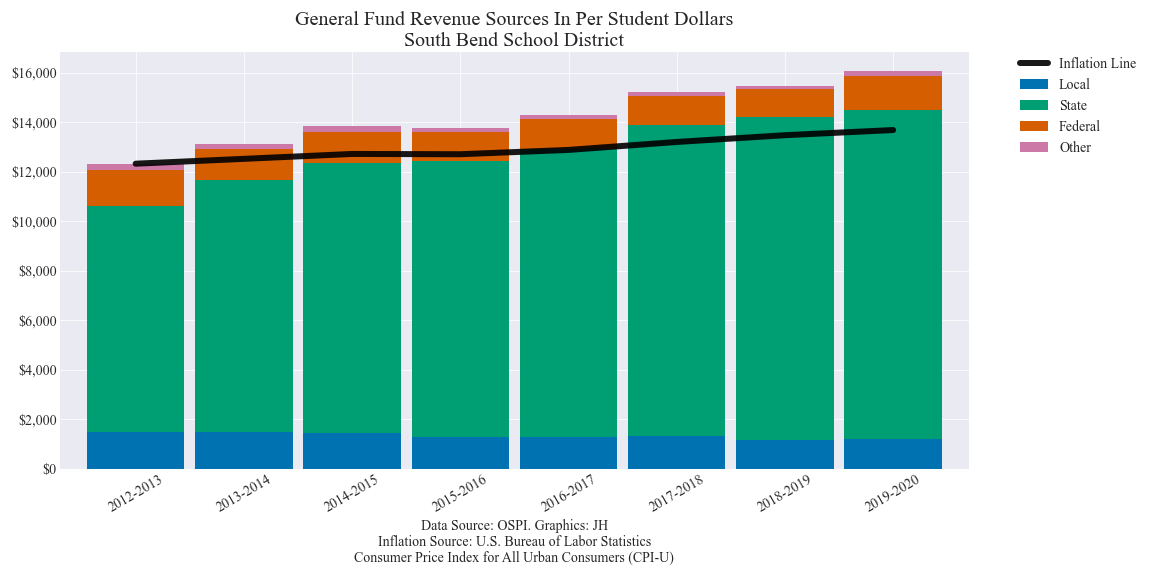 General Fund Revenue Sources In Per Student Dollars
South Bend School District
$16,000
$14,000
$12,000
$10,000
$8,000
$6,000
$4,000
$2,000
$0
Inflation Line
Local
State
Federal
Other
2012-2013
2013-2014
2014-2015
2015-2016
2016-2017
2017-2018
2018-2019
2019-2020
Data Source: OSPI. Graphics: JH
Inflation Source: U.S. Bureau of Labor Statistics
Consumer Price Index for All Urban Consumers (CPI-U)